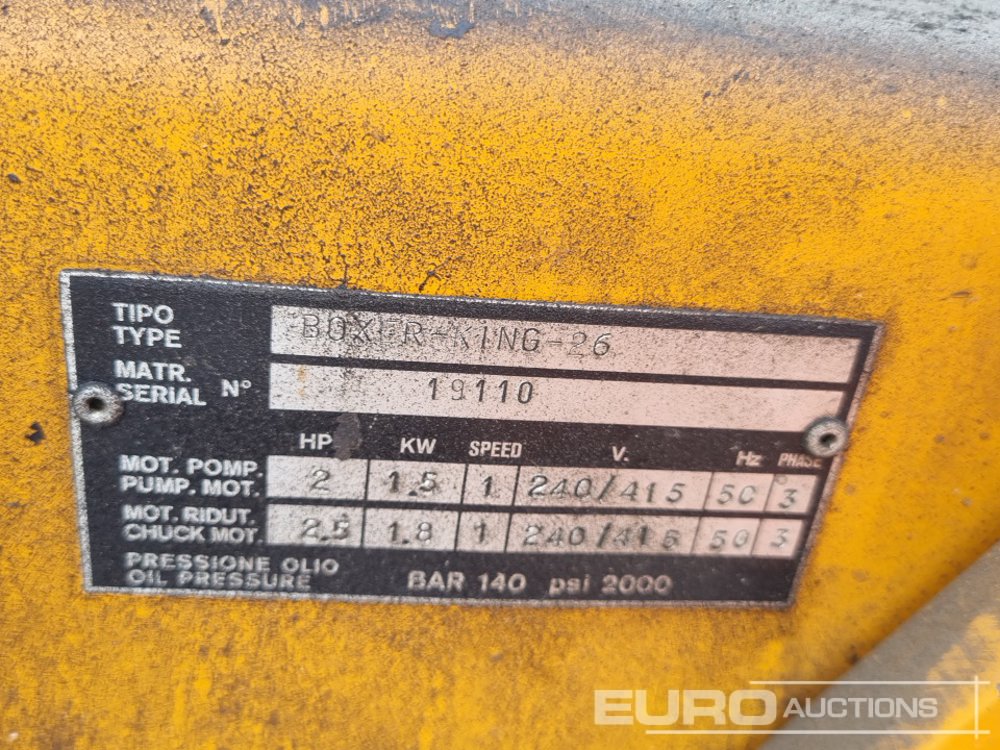 TIPO
TYPE BOXER-KING-26
MATR.
SERIAL N° 19110
HP KW SPEED V. Hz PHASE
MOT. POMP.
PUMP. MOT. 2 1.5 1 240/415 50 3
MOT. RIDUT.
CHUCK MOT. 2.5 1.8 1 240/415 50 3
PRESSIONE OLIO
OIL PRESSURE BAR 140 psi 2000
EURO AUCTIONS